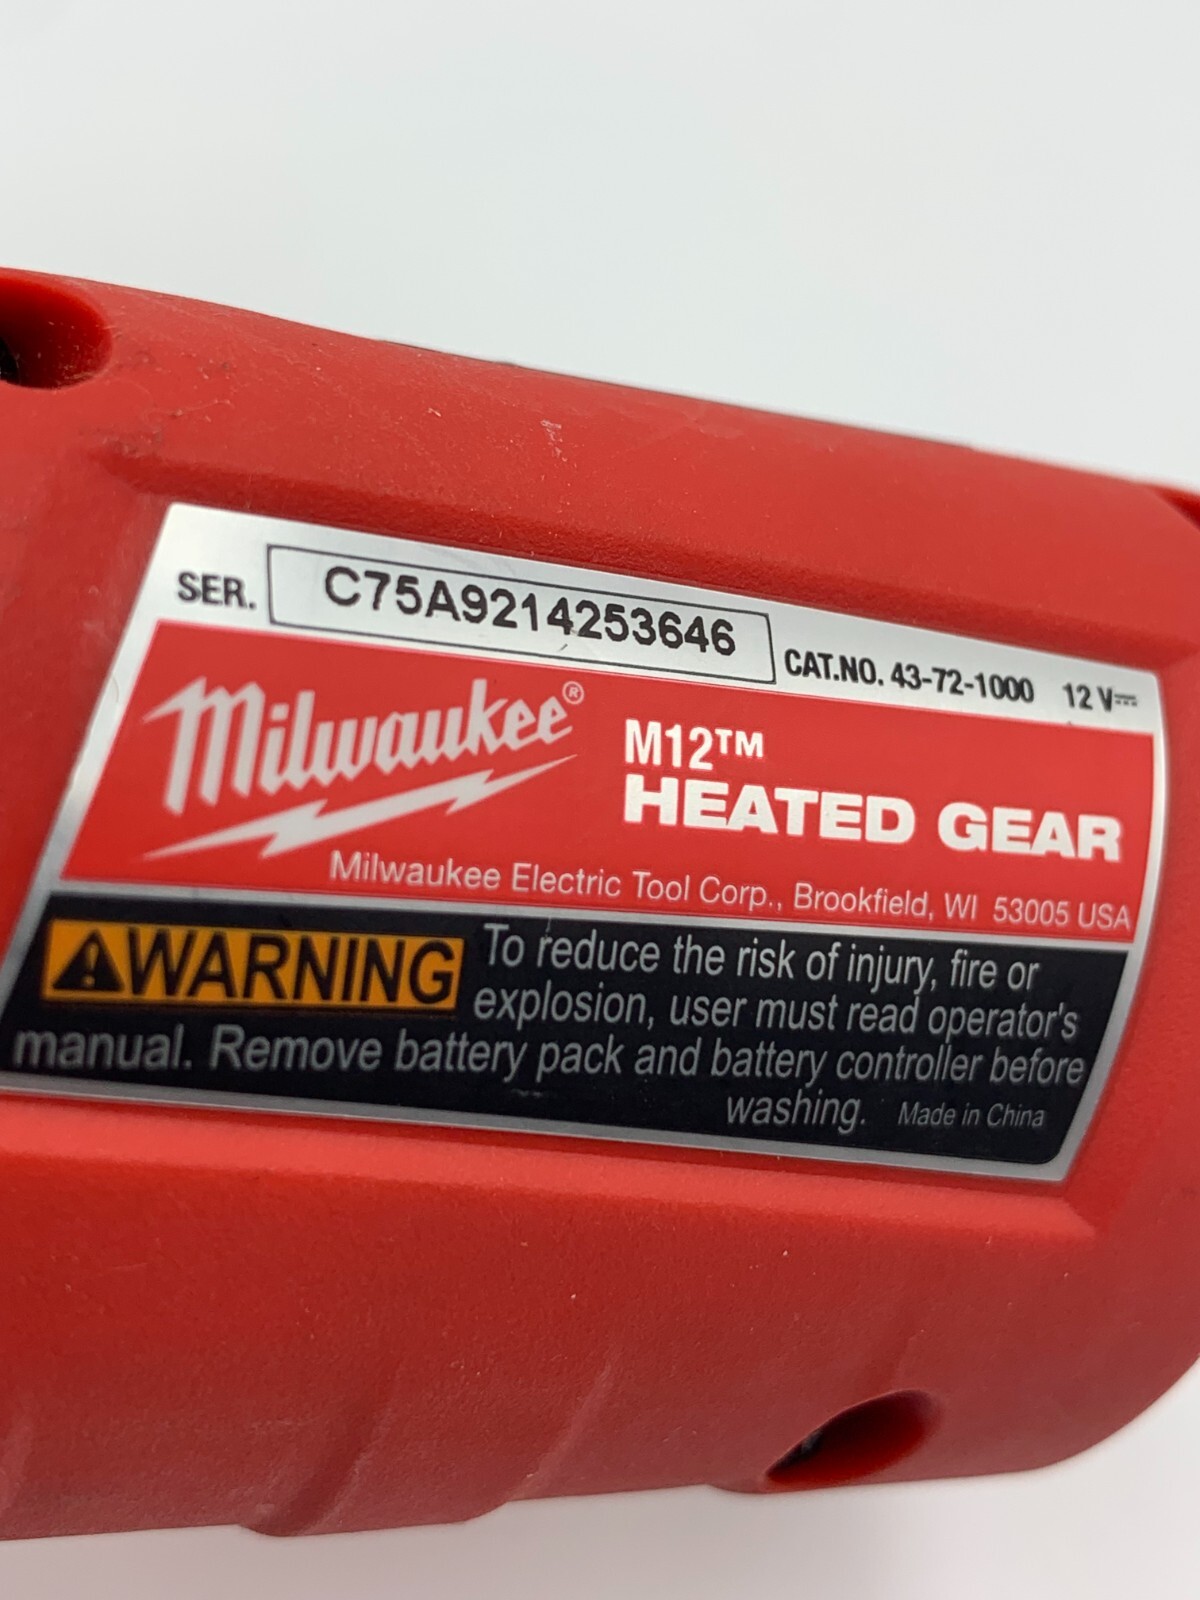 SER. C75A9214253646 CAT.NO. 43-72-1000 12 V⎓
Milwaukee®
M12™
HEATED GEAR
Milwaukee Electric Tool Corp., Brookfield, WI 53005 USA
WARNING To reduce the risk of injury, fire or
explosion, user must read operator's
manual. Remove battery pack and battery controller before
washing. Made in China